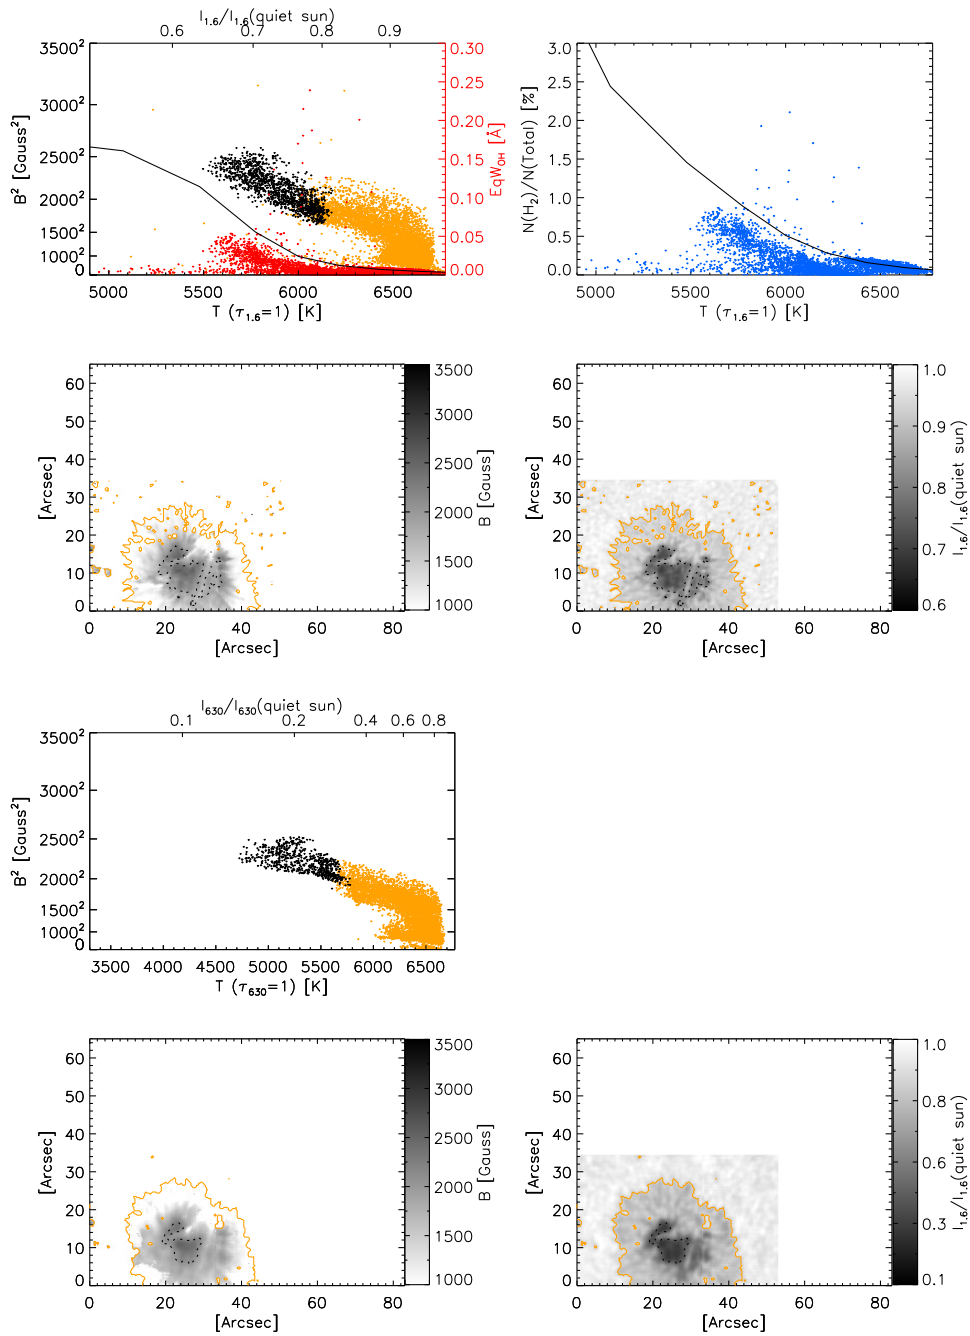 I₁.₆/I₁.₆(quiet sun)
0.6 0.7 0.8 0.9
3500²
3000²
2500²
2000²
1500²
1000²
0
B² [Gauss²]
0.30
0.25
0.20
0.15
0.10
0.05
0.00
EqW_OH [Å]
5000 5500 6000 6500
T (τ₁.₆=1) [K]
3.0
2.5
2.0
1.5
1.0
0.5
0.0
N(H₂)/N(Total) [%]
5000 5500 6000 6500
T (τ₁.₆=1) [K]
60
50
40
30
20
10
0
[Arcsec]
0 20 40 60 80
[Arcsec]
3500
3000
2500
2000
1500
1000
B [Gauss]
60
50
40
30
20
10
0
[Arcsec]
0 20 40 60 80
[Arcsec]
1.0
0.9
0.8
0.7
0.6
I₁.₆/I₁.₆(quiet sun)
I₆₃₀/I₆₃₀(quiet sun)
0.1 0.2 0.4 0.6 0.8
3500²
3000²
2500²
2000²
1500²
1000²
0
B² [Gauss²]
3500 4000 4500 5000 5500 6000 6500
T (τ₆₃₀=1) [K]
60
50
40
30
20
10
0
[Arcsec]
0 20 40 60 80
[Arcsec]
3500
3000
2500
2000
1500
1000
B [Gauss]
60
50
40
30
20
10
0
[Arcsec]
0 20 40 60 80
[Arcsec]
1.0
0.8
0.6
0.3
0.1
I₁.₆/I₁.₆(quiet sun)